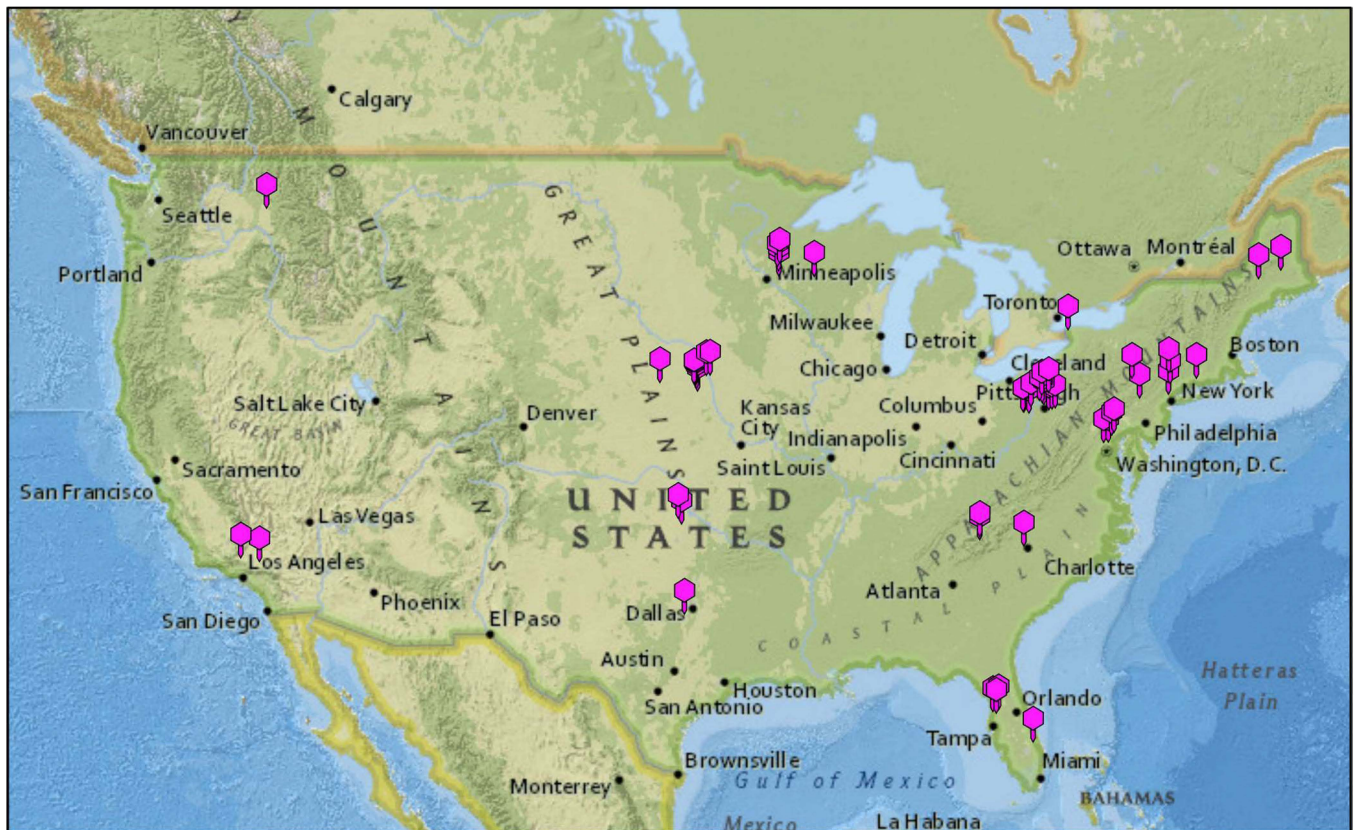 Calgary
Vancouver
Seattle
Portland
MOUNTAINS
GREAT PLAINS
Ottawa
Montréal
Minneapolis
Toronto
Milwaukee
Detroit
Boston
Chicago
Cleveland
Salt Lake City
GREAT BASIN
Denver
Kansas
City
Columbus
New York
Indianapolis
Philadelphia
Sacramento
Saint Louis
Cincinnati
Washington, D.C.
San Francisco
UNITED
STATES
Las Vegas
APPALACHIAN MOUNTAINS
Los Angeles
Charlotte
Phoenix
Atlanta
Dallas
COASTAL PLAIN
San Diego
El Paso
Austin
Hatteras
Plain
Houston
San Antonio
Orlando
Tampa
Brownsville
Miami
Monterrey
Gulf of Mexico
BAHAMAS
Mexico
La Habana